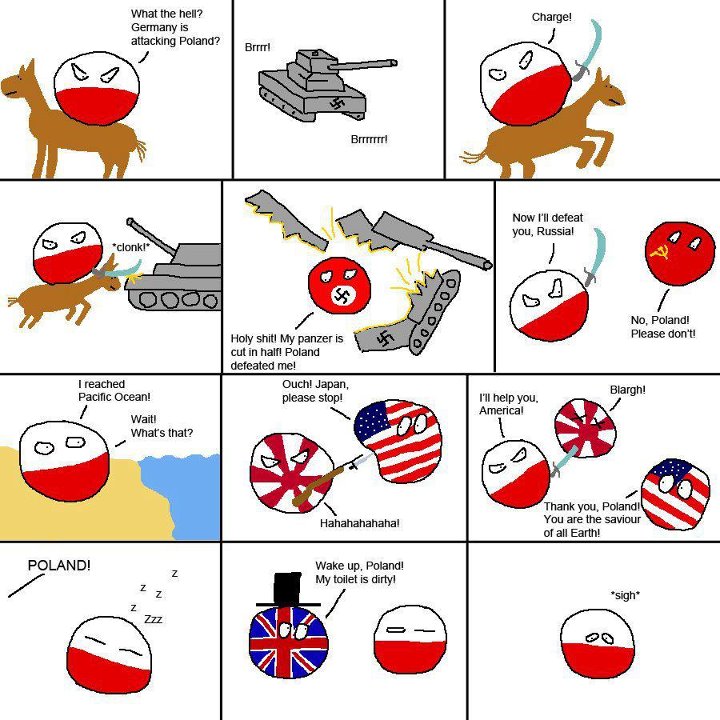 What the hell?
Germany is
attacking Poland?
Brrrr!
Brrrrrrr!
Charge!
*clonk!*
Holy shit! My panzer is
cut in half! Poland
defeated me!
Now I'll defeat
you, Russia!
No, Poland!
Please don't!
I reached
Pacific Ocean!
Wait!
What's that?
Ouch! Japan,
please stop!
Hahahahahaha!
I'll help you,
America!
Blargh!
Thank you, Poland!
You are the saviour
of all Earth!
POLAND!
z
z
z
z
Zzz
Wake up, Poland!
My toilet is dirty!
*sigh*